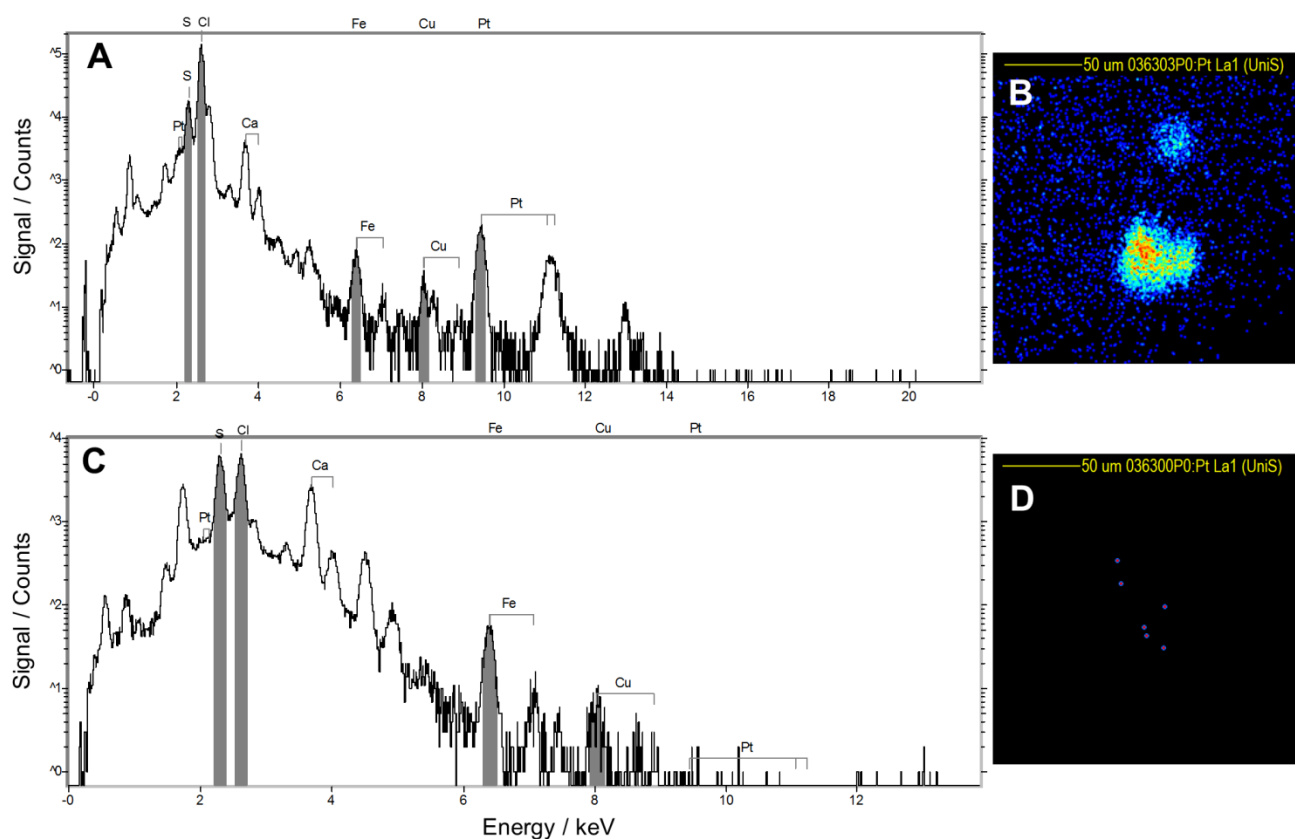 S Cl Fe Cu Pt
A
S
Pt
Ca
Fe
Cu
Pt
^5
^4
^3
^2
^1
^0
Signal / Counts
-0 2 4 6 8 10 12 14 16 18 20
50 um 036303P0:Pt La1 (UniS)
B
S Cl Fe Cu Pt
C
Pt
Ca
Fe
Cu
Pt
^4
^3
^2
^1
^0
Signal / Counts
-0 2 4 6 8 10 12
Energy / keV
50 um 036300P0:Pt La1 (UniS)
D